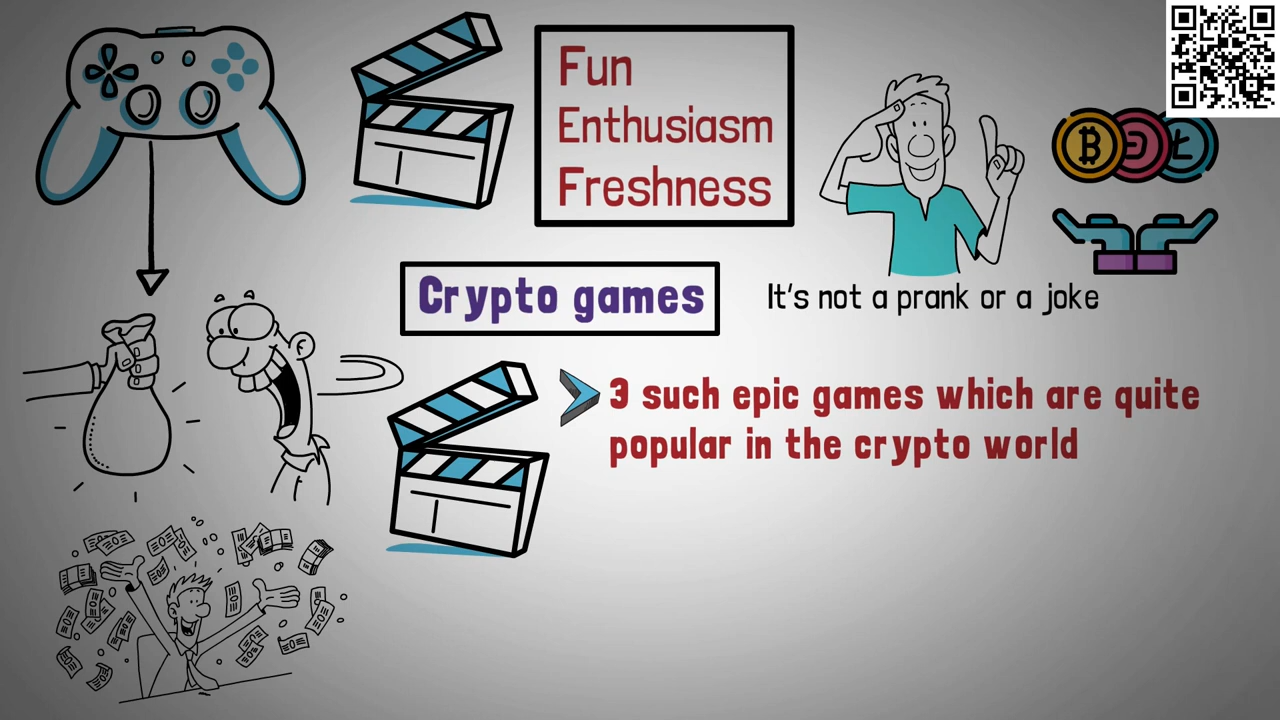 Fun
Enthusiasm
Freshness
Crypto games
It's not a prank or a joke
3 such epic games which are quite
popular in the crypto world